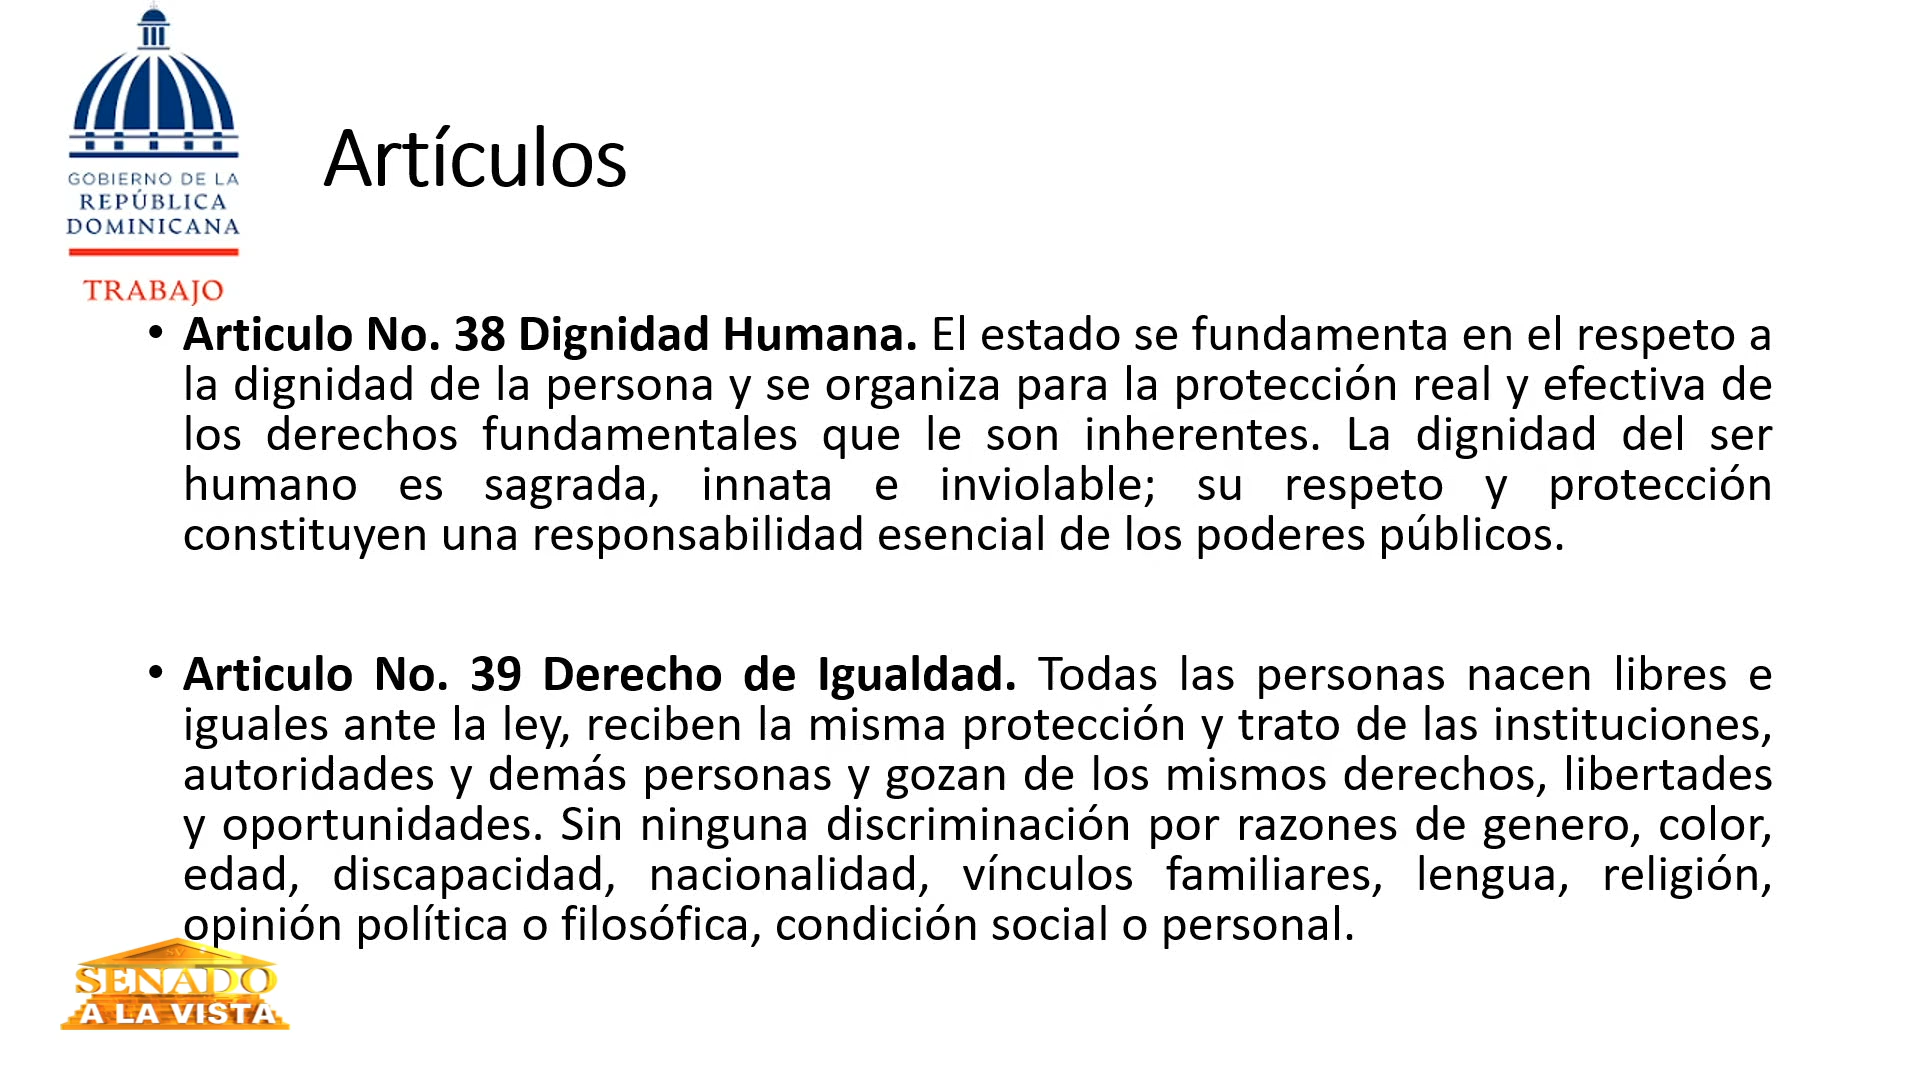 GOBIERNO DE LA
REPÚBLICA
DOMINICANA
TRABAJO
Artículos
• Articulo No. 38 Dignidad Humana. El estado se fundamenta en el respeto a
la dignidad de la persona y se organiza para la protección real y efectiva de
los derechos fundamentales que le son inherentes. La dignidad del ser
humano es sagrada, innata e inviolable; su respeto y protección
constituyen una responsabilidad esencial de los poderes públicos.
• Articulo No. 39 Derecho de Igualdad. Todas las personas nacen libres e
iguales ante la ley, reciben la misma protección y trato de las instituciones,
autoridades y demás personas y gozan de los mismos derechos, libertades
y oportunidades. Sin ninguna discriminación por razones de genero, color,
edad, discapacidad, nacionalidad, vínculos familiares, lengua, religión,
opinión política o filosófica, condición social o personal.
SENADO
A LA VISTA